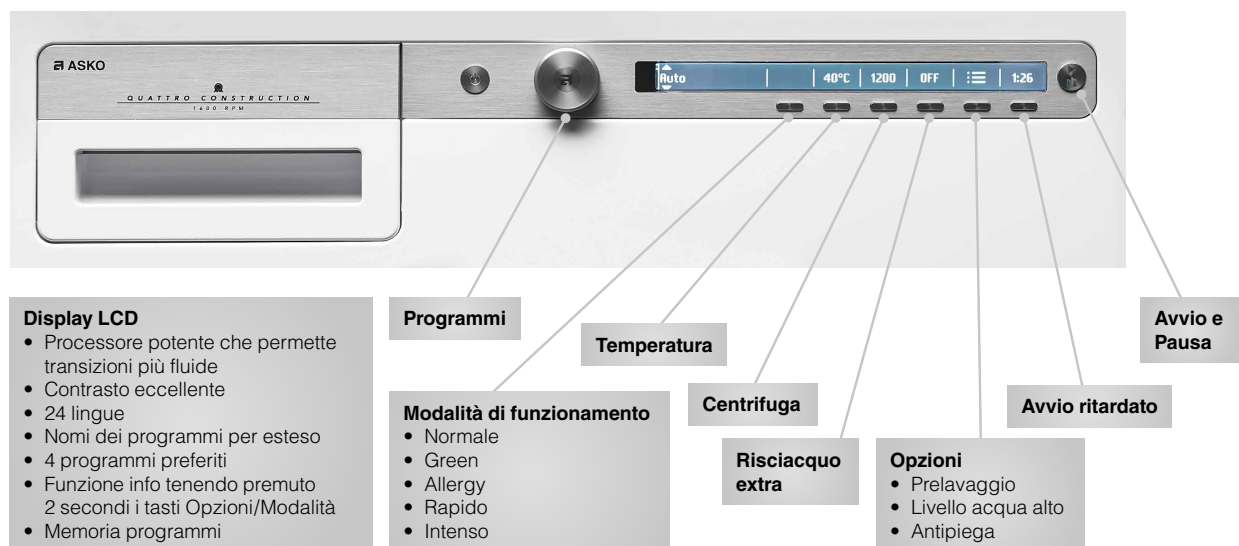 ASKO
QUATTRO CONSTRUCTION
1600 RPM
Auto
40°C
1200
OFF
1:26
Display LCD
• Processore potente che permette
transizioni più fluide
• Contrasto eccellente
• 24 lingue
• Nomi dei programmi per esteso
• 4 programmi preferiti
• Funzione info tenendo premuto
2 secondi i tasti Opzioni/Modalità
• Memoria programmi
Programmi
Temperatura
Modalità di funzionamento
• Normale
• Green
• Allergy
• Rapido
• Intenso
Centrifuga
Risciacquo
extra
Opzioni
• Prelavaggio
• Livello acqua alto
• Antipiega
Avvio ritardato
Avvio e
Pausa